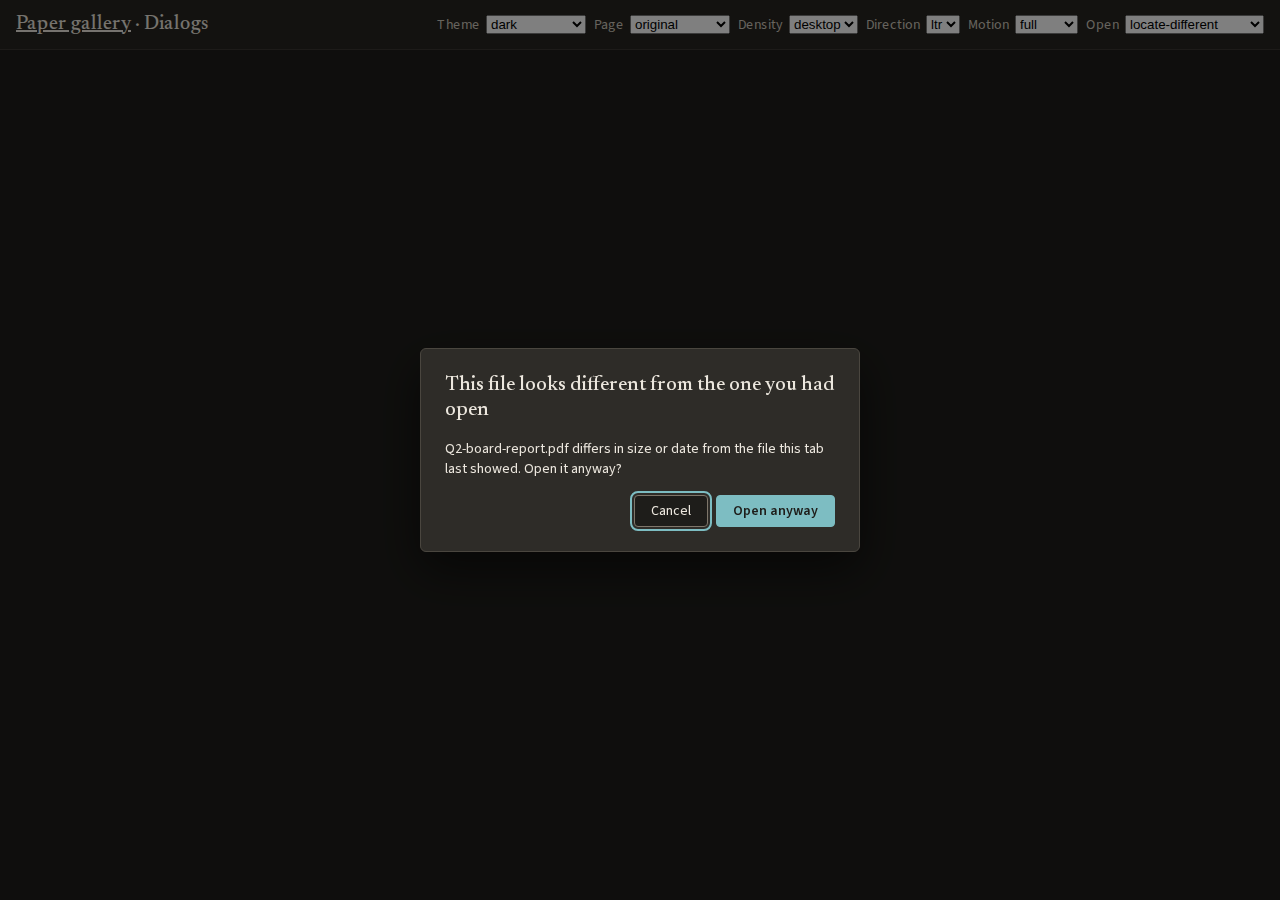 Paper gallery · Dialogs Theme dark Page original Density desktop Direction ltr Motion full Open locate-different
This file looks different from the one you had
open
Q2-board-report.pdf differs in size or date from the file this tab
last showed. Open it anyway?
Cancel Open anyway